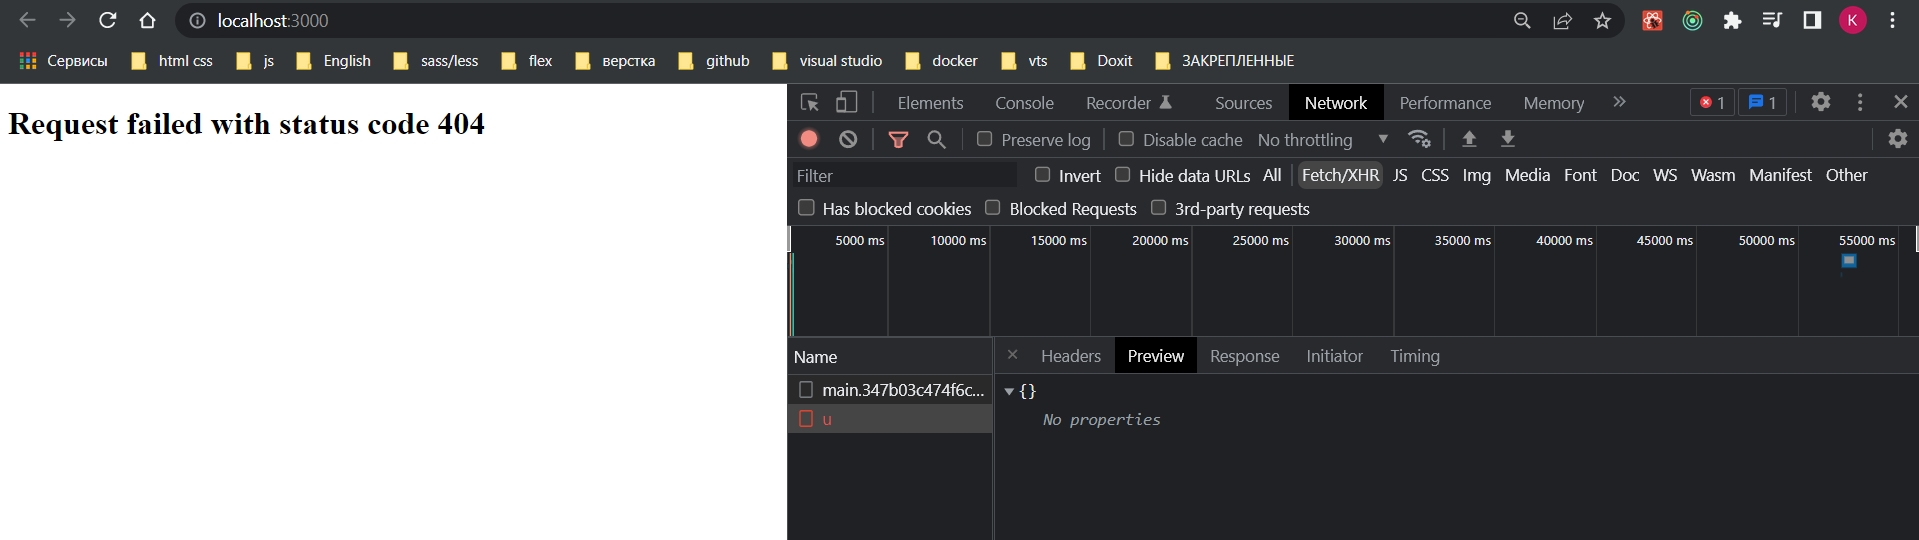 localhost:3000
K
Сервисы html css js English sass/less flex верстка github visual studio docker vts Doxit ЗАКРЕПЛЕННЫЕ
Request failed with status code 404
Elements Console Recorder Sources Network Performance Memory » 1 1
Preserve log Disable cache No throttling
Filter Invert Hide data URLs All Fetch/XHR JS CSS Img Media Font Doc WS Wasm Manifest Other
Has blocked cookies Blocked Requests 3rd-party requests
5000 ms 10000 ms 15000 ms 20000 ms 25000 ms 30000 ms 35000 ms 40000 ms 45000 ms 50000 ms 55000 ms
Name
× Headers Preview Response Initiator Timing
main.347b03c474f6c...
u
{}
No properties